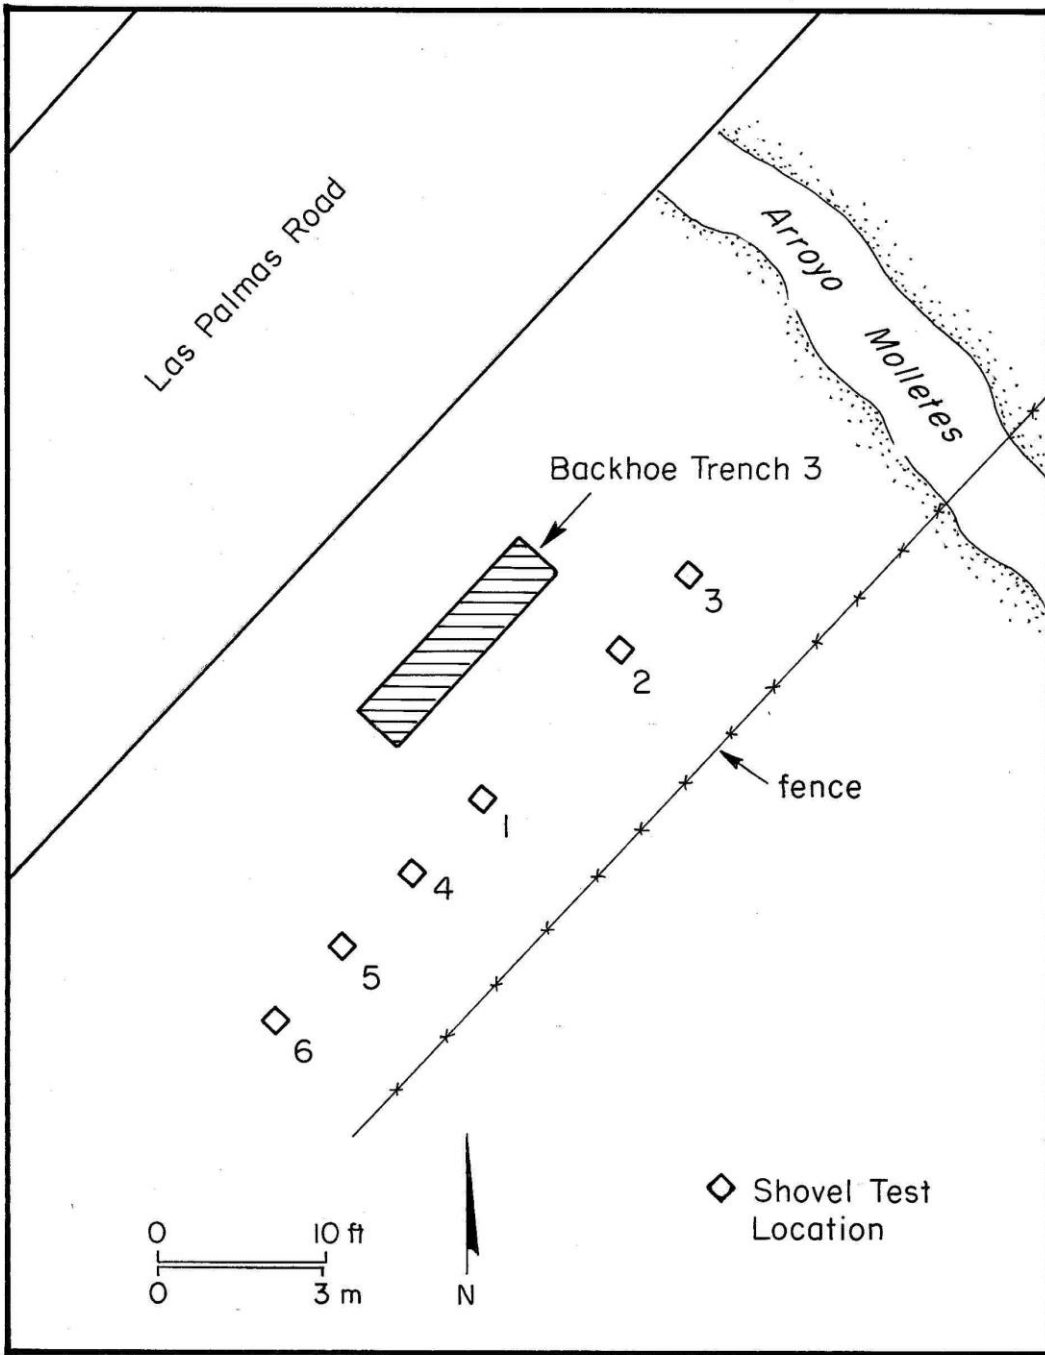 Las Palmas Road
Arroyo
Molletes
Backhoe Trench 3
3
2
fence
1
4
5
6
Shovel Test
Location
0 10 ft
0 3 m
N